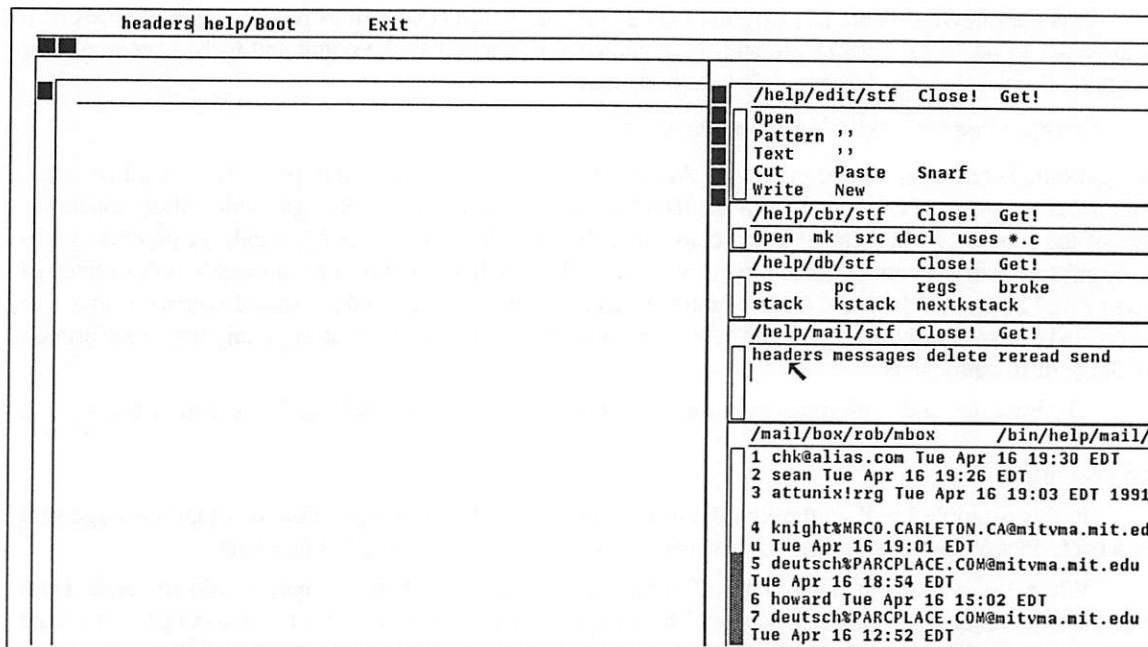 headers help/Boot Exit
/help/edit/stf Close! Get!
Open
Pattern ''
Text ''
Cut Paste Snarf
Write New
/help/cbr/stf Close! Get!
Open mk src decl uses *.c
/help/db/stf Close! Get!
ps pc regs broke
stack kstack nextkstack
/help/mail/stf Close! Get!
headers messages delete reread send
/mail/box/rob/mbox /bin/help/mail/
1 chk@alias.com Tue Apr 16 19:30 EDT
2 sean Tue Apr 16 19:26 EDT
3 attunix!rrg Tue Apr 16 19:03 EDT 1991
4 knight%MRCO.CARLETON.CA@mitvma.mit.ed
u Tue Apr 16 19:01 EDT
5 deutsch%PARCPLACE.COM@mitvma.mit.edu
Tue Apr 16 18:54 EDT
6 howard Tue Apr 16 15:02 EDT
7 deutsch%PARCPLACE.COM@mitvma.mit.edu
Tue Apr 16 12:52 EDT